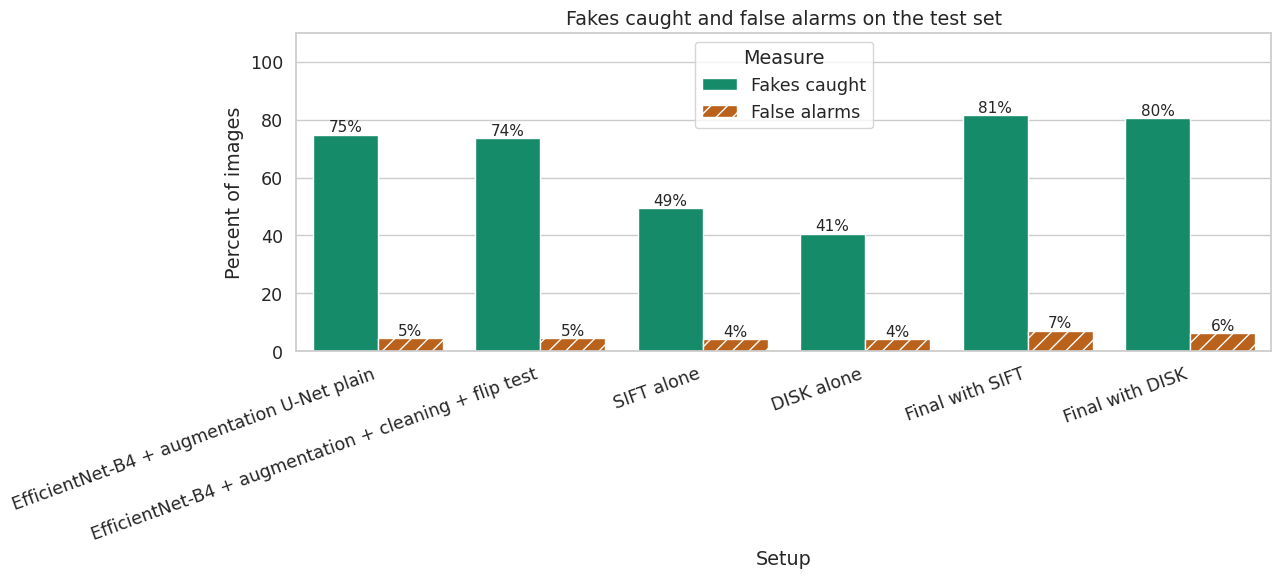 Fakes caught and false alarms on the test set
Measure
Fakes caught
False alarms
Percent of images
100
80
60
40
20
0
75%
5%
74%
5%
49%
4%
41%
4%
81%
7%
80%
6%
EfficientNet-B4 + augmentation U-Net plain
EfficientNet-B4 + augmentation + cleaning + flip test
SIFT alone
DISK alone
Final with SIFT
Final with DISK
Setup